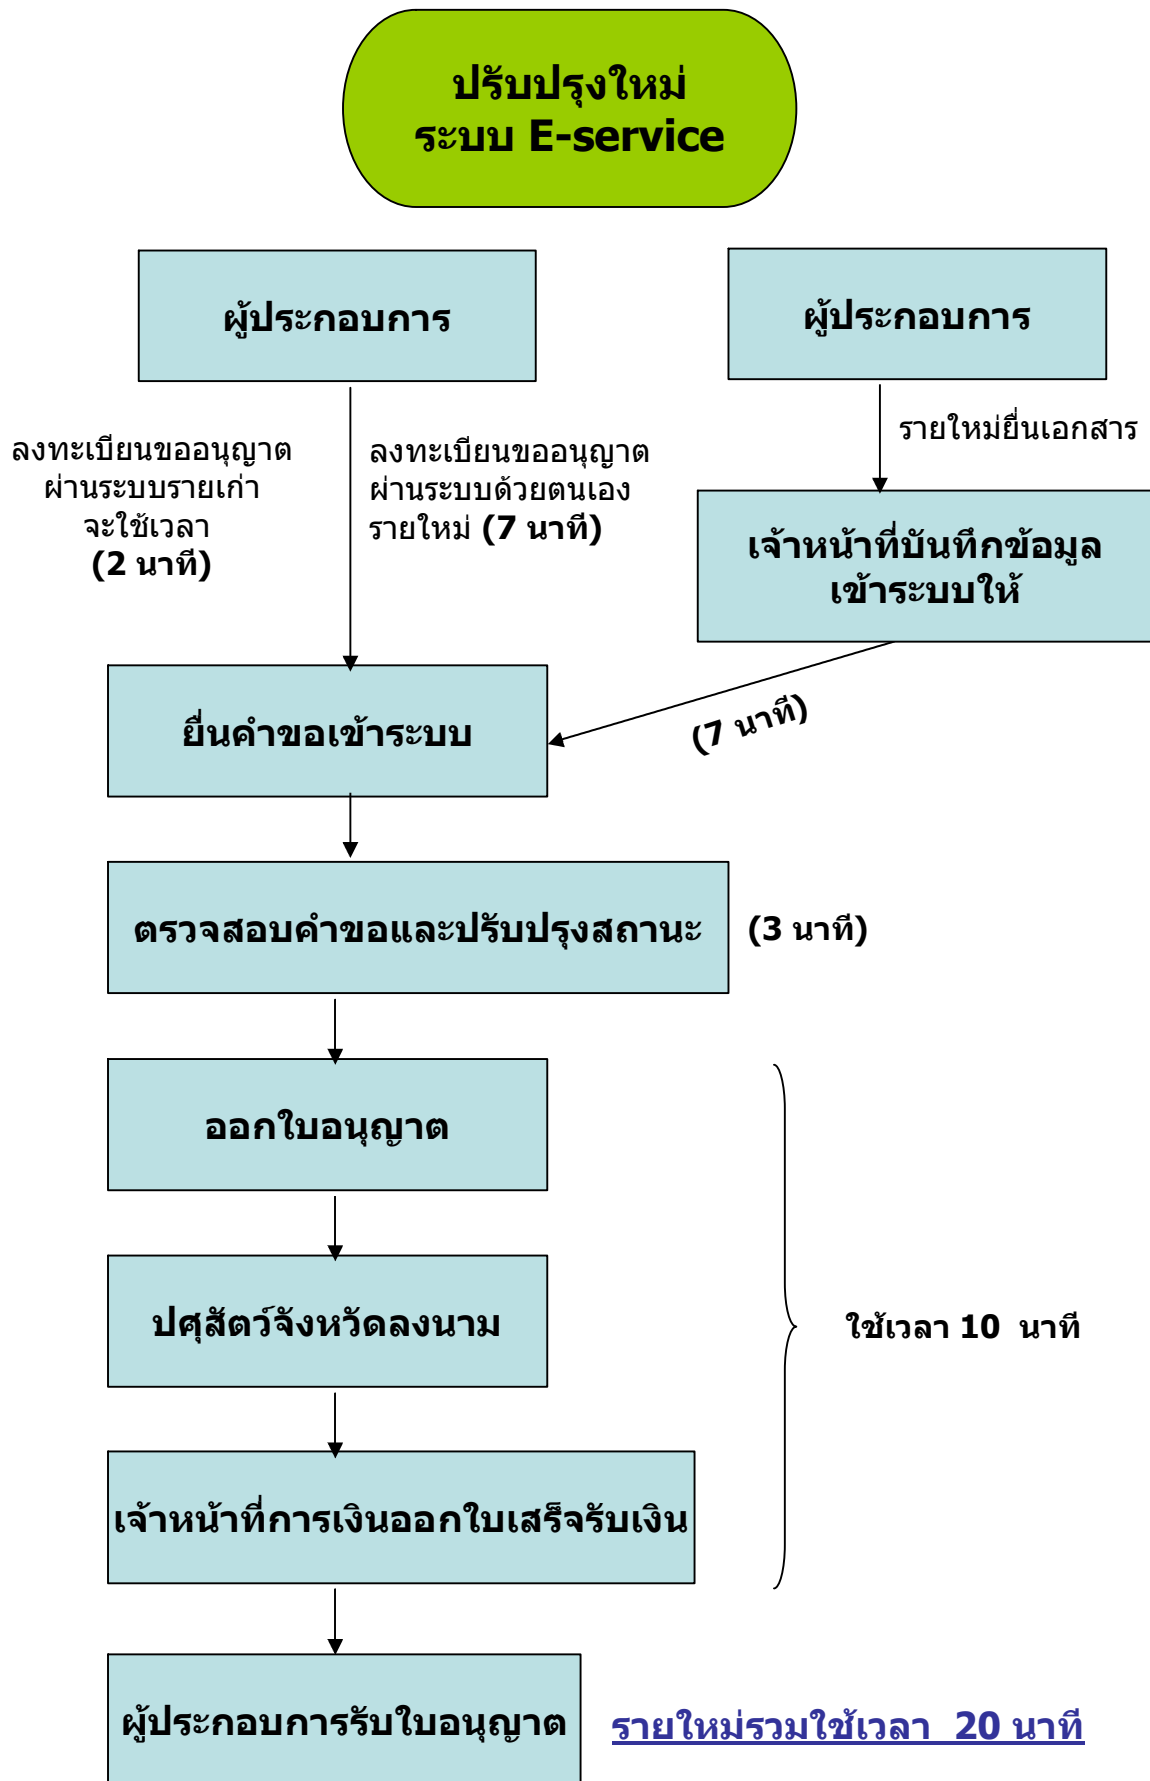 ปรับปรุงใหม่
ระบบ E-service
ผู้ประกอบการ
ผู้ประกอบการ
ลงทะเบียนขออนุญาต
ผ่านระบบรายเก่า
จะใช้เวลา
(2 นาที)
ลงทะเบียนขออนุญาต
ผ่านระบบด้วยตนเอง
รายใหม่ (7 นาที)
รายใหม่ยื่นเอกสาร
เจ้าหน้าที่บันทึกข้อมูล
เข้าระบบให้
(7 นาที)
ยื่นคำขอเข้าระบบ
ตรวจสอบคำขอและปรับปรุงสถานะ
(3 นาที)
ออกใบอนุญาต
ปศุสัตว์จังหวัดลงนาม
ใช้เวลา 10 นาที
เจ้าหน้าที่การเงินออกใบเสร็จรับเงิน
ผู้ประกอบการรับใบอนุญาต
รายใหม่รวมใช้เวลา 20 นาที